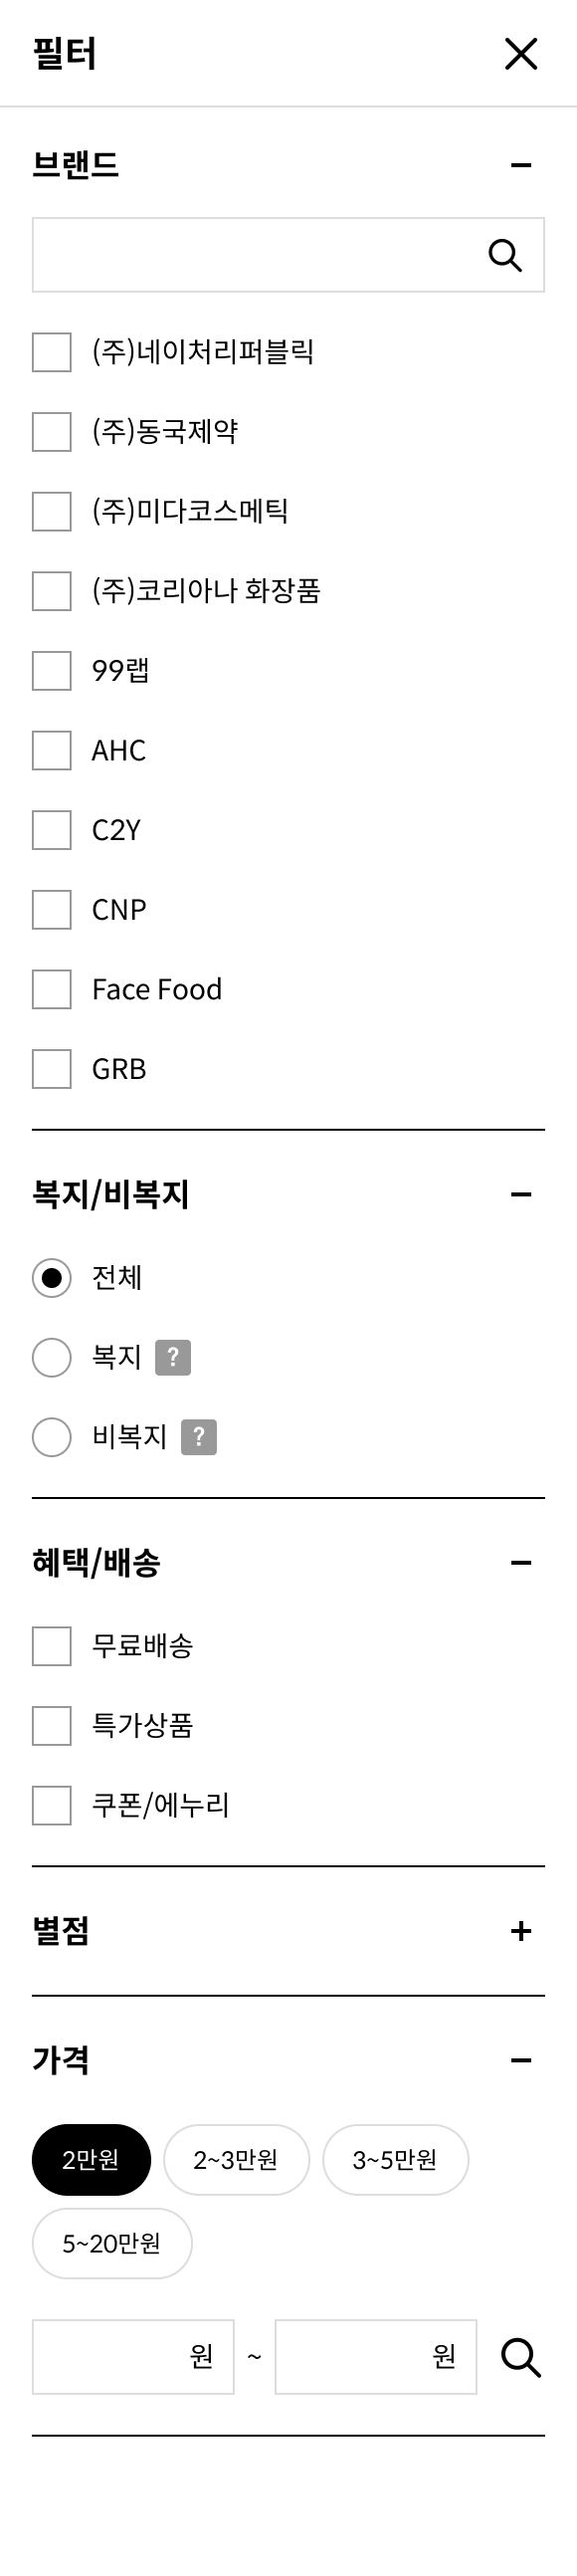 필터
브랜드
(주)네이처리퍼블릭
(주)동국제약
(주)미다코스메틱
(주)코리아나 화장품
99랩
AHC
C2Y
CNP
Face Food
GRB
복지/비복지
전체
복지 ?
비복지 ?
혜택/배송
무료배송
특가상품
쿠폰/에누리
별점
가격
2만원 2~3만원 3~5만원
5~20만원
원 ~ 원